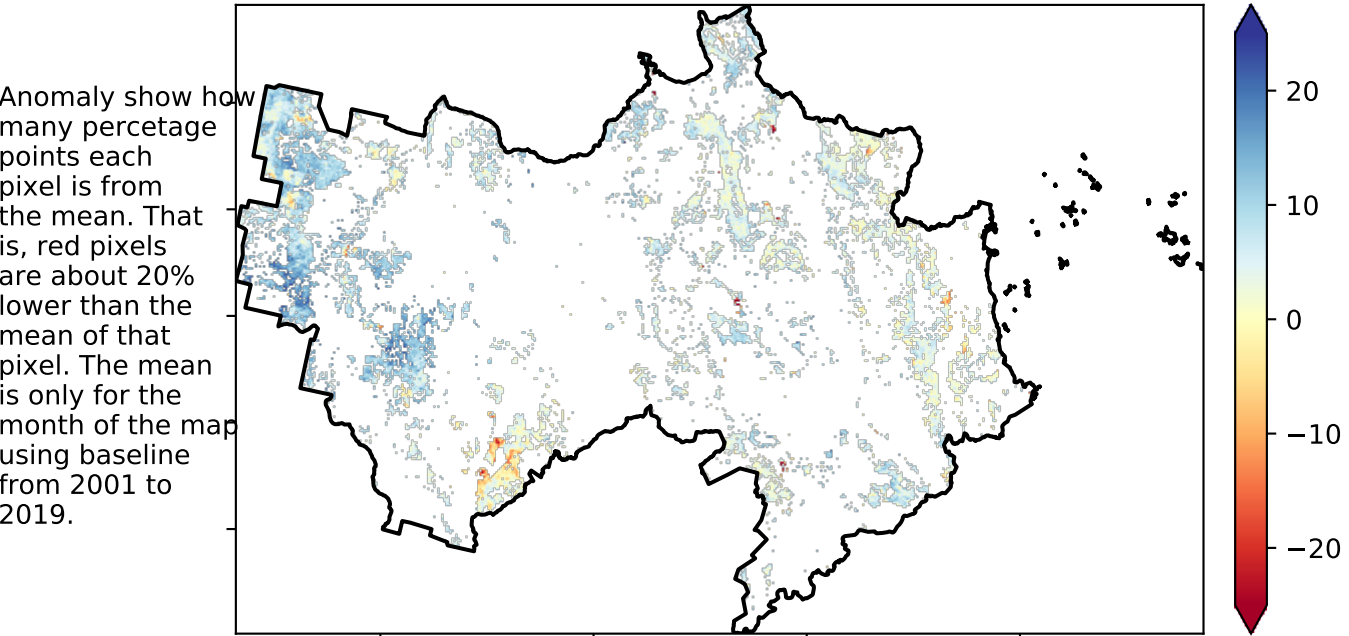 Anomaly show how
many percetage
points each
pixel is from
the mean. That
is, red pixels
are about 20%
lower than the
mean of that
pixel. The mean
is only for the
month of the map
using baseline
from 2001 to
2019.
20
10
0
−10
−20